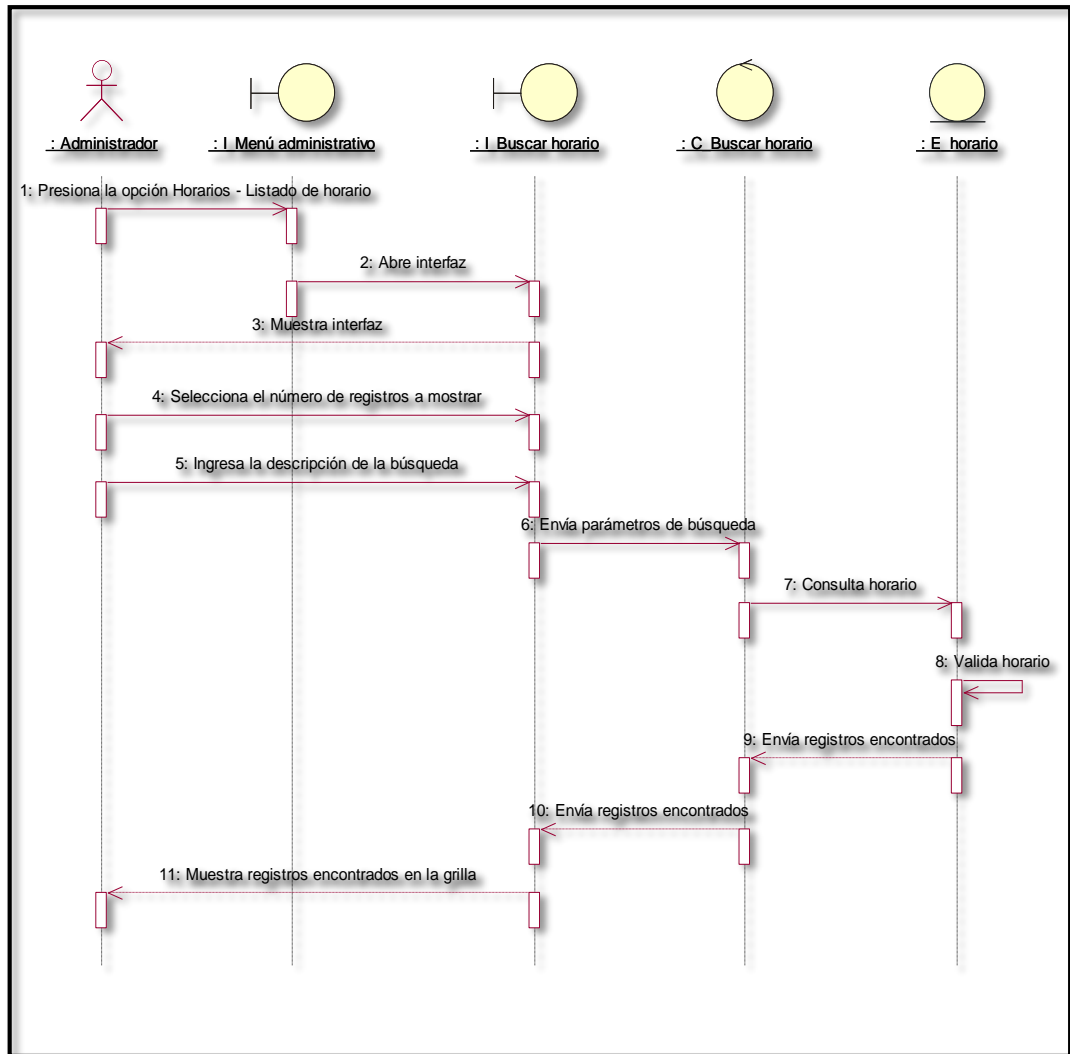 : Administrador
: I_Menú administrativo
: I_Buscar horario
: C_Buscar horario
: E_horario
1: Presiona la opción Horarios - Listado de horario
2: Abre interfaz
3: Muestra interfaz
4: Selecciona el número de registros a mostrar
5: Ingresa la descripción de la búsqueda
6: Envía parámetros de búsqueda
7: Consulta horario
8: Valida horario
9: Envía registros encontrados
10: Envía registros encontrados
11: Muestra registros encontrados en la grilla